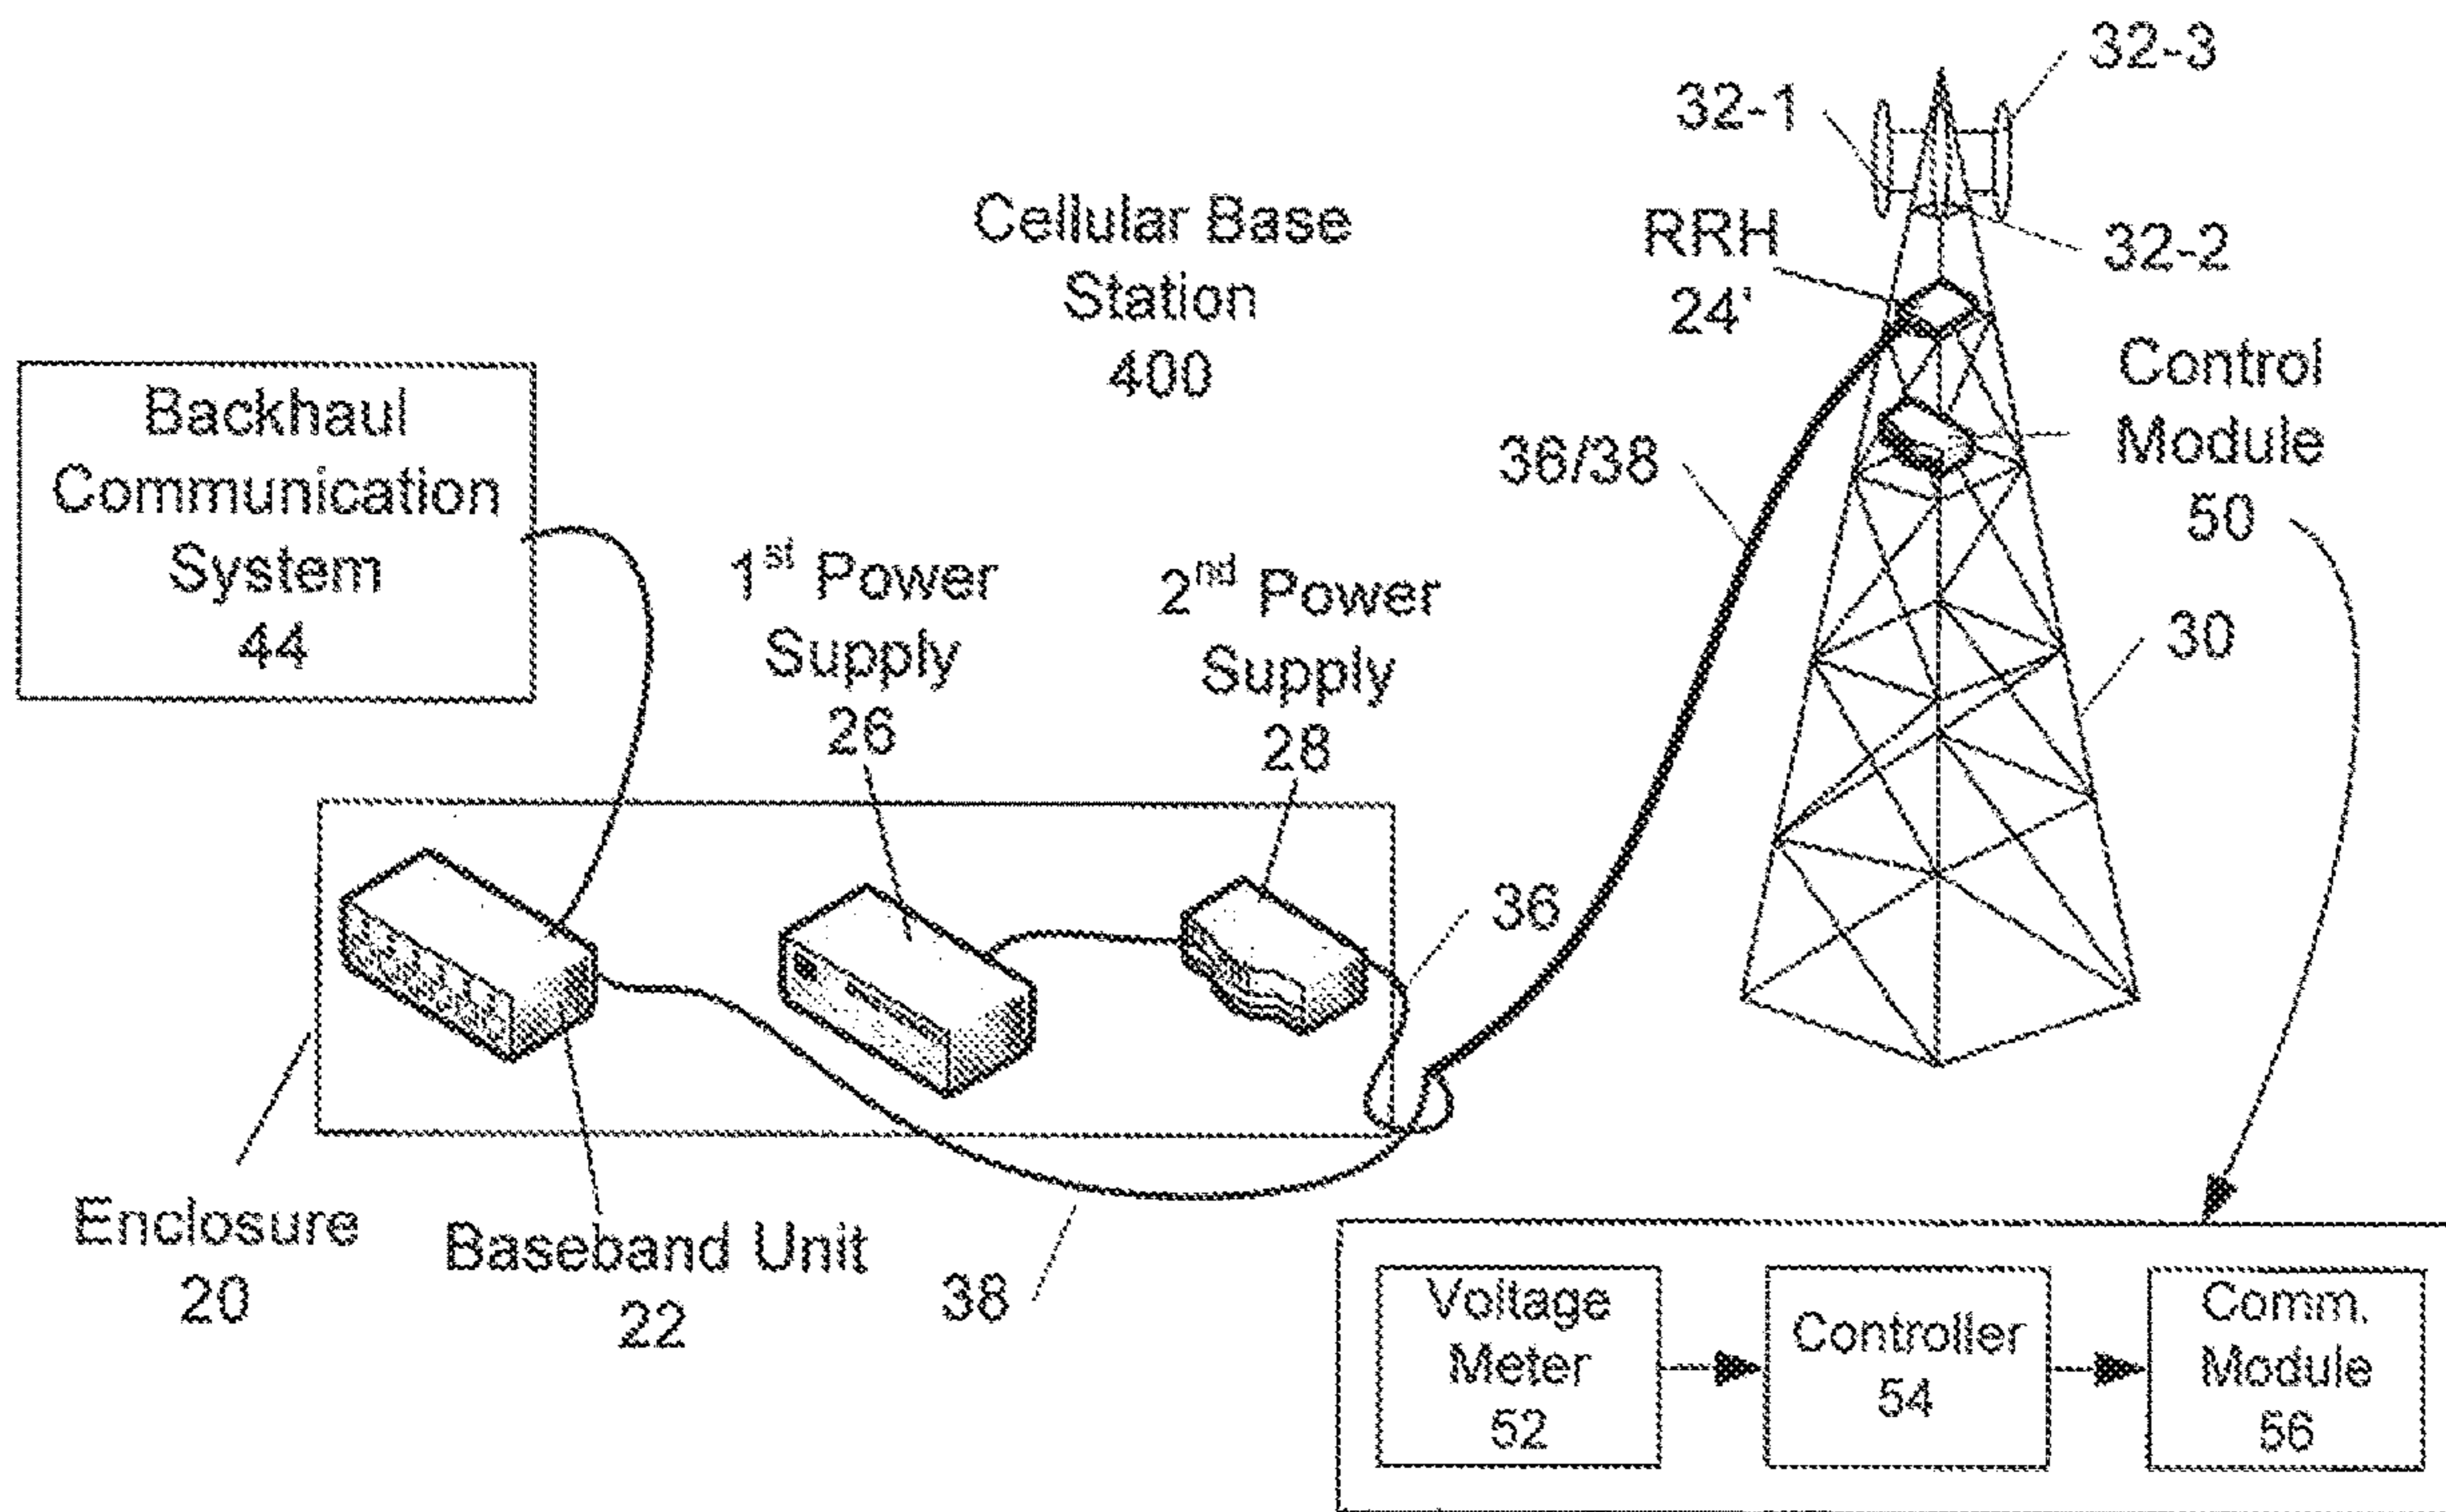 32-3
32-1
Cellular Base
Station
400
RRH
24'
32-2
Control
Module
50
Backhaul
Communication
System
44
36/38
1st Power
Supply
26
2nd Power
Supply
28
30
36
Enclosure
20
Baseband Unit
22
38
Voltage
Meter
52
Controller
54
Comm.
Module
56